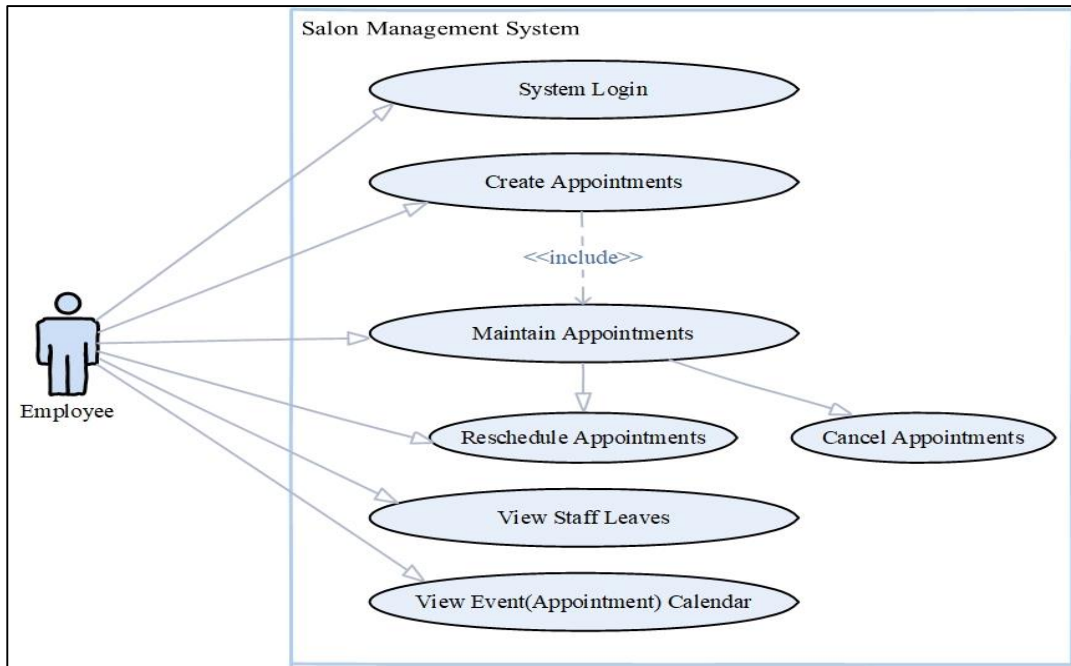 Salon Management System
System Login
Create Appointments
<<include>>
Maintain Appointments
Employee
Reschedule Appointments
Cancel Appointments
View Staff Leaves
View Event(Appointment) Calendar